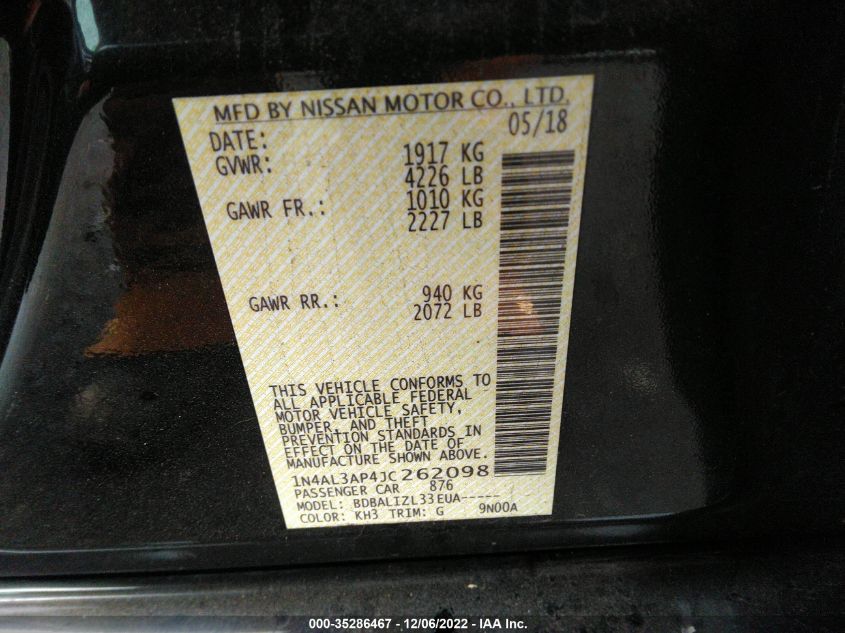 MFD BY NISSAN MOTOR CO., LTD.
DATE: 05/18
GVWR: 1917 KG
4226 LB
GAWR FR.: 1010 KG
2227 LB
GAWR RR.: 940 KG
2072 LB
THIS VEHICLE CONFORMS TO
ALL APPLICABLE FEDERAL
MOTOR VEHICLE SAFETY,
BUMPER, AND THEFT
PREVENTION STANDARDS IN
EFFECT ON THE DATE OF
MANUFACTURE SHOWN ABOVE.
1N4AL3AP4JC262098
PASSENGER CAR 876
MODEL: BDBALIZL33EUA-----
COLOR: KH3 TRIM: G 9N00A
000-35286467 - 12/06/2022 - IAA Inc.